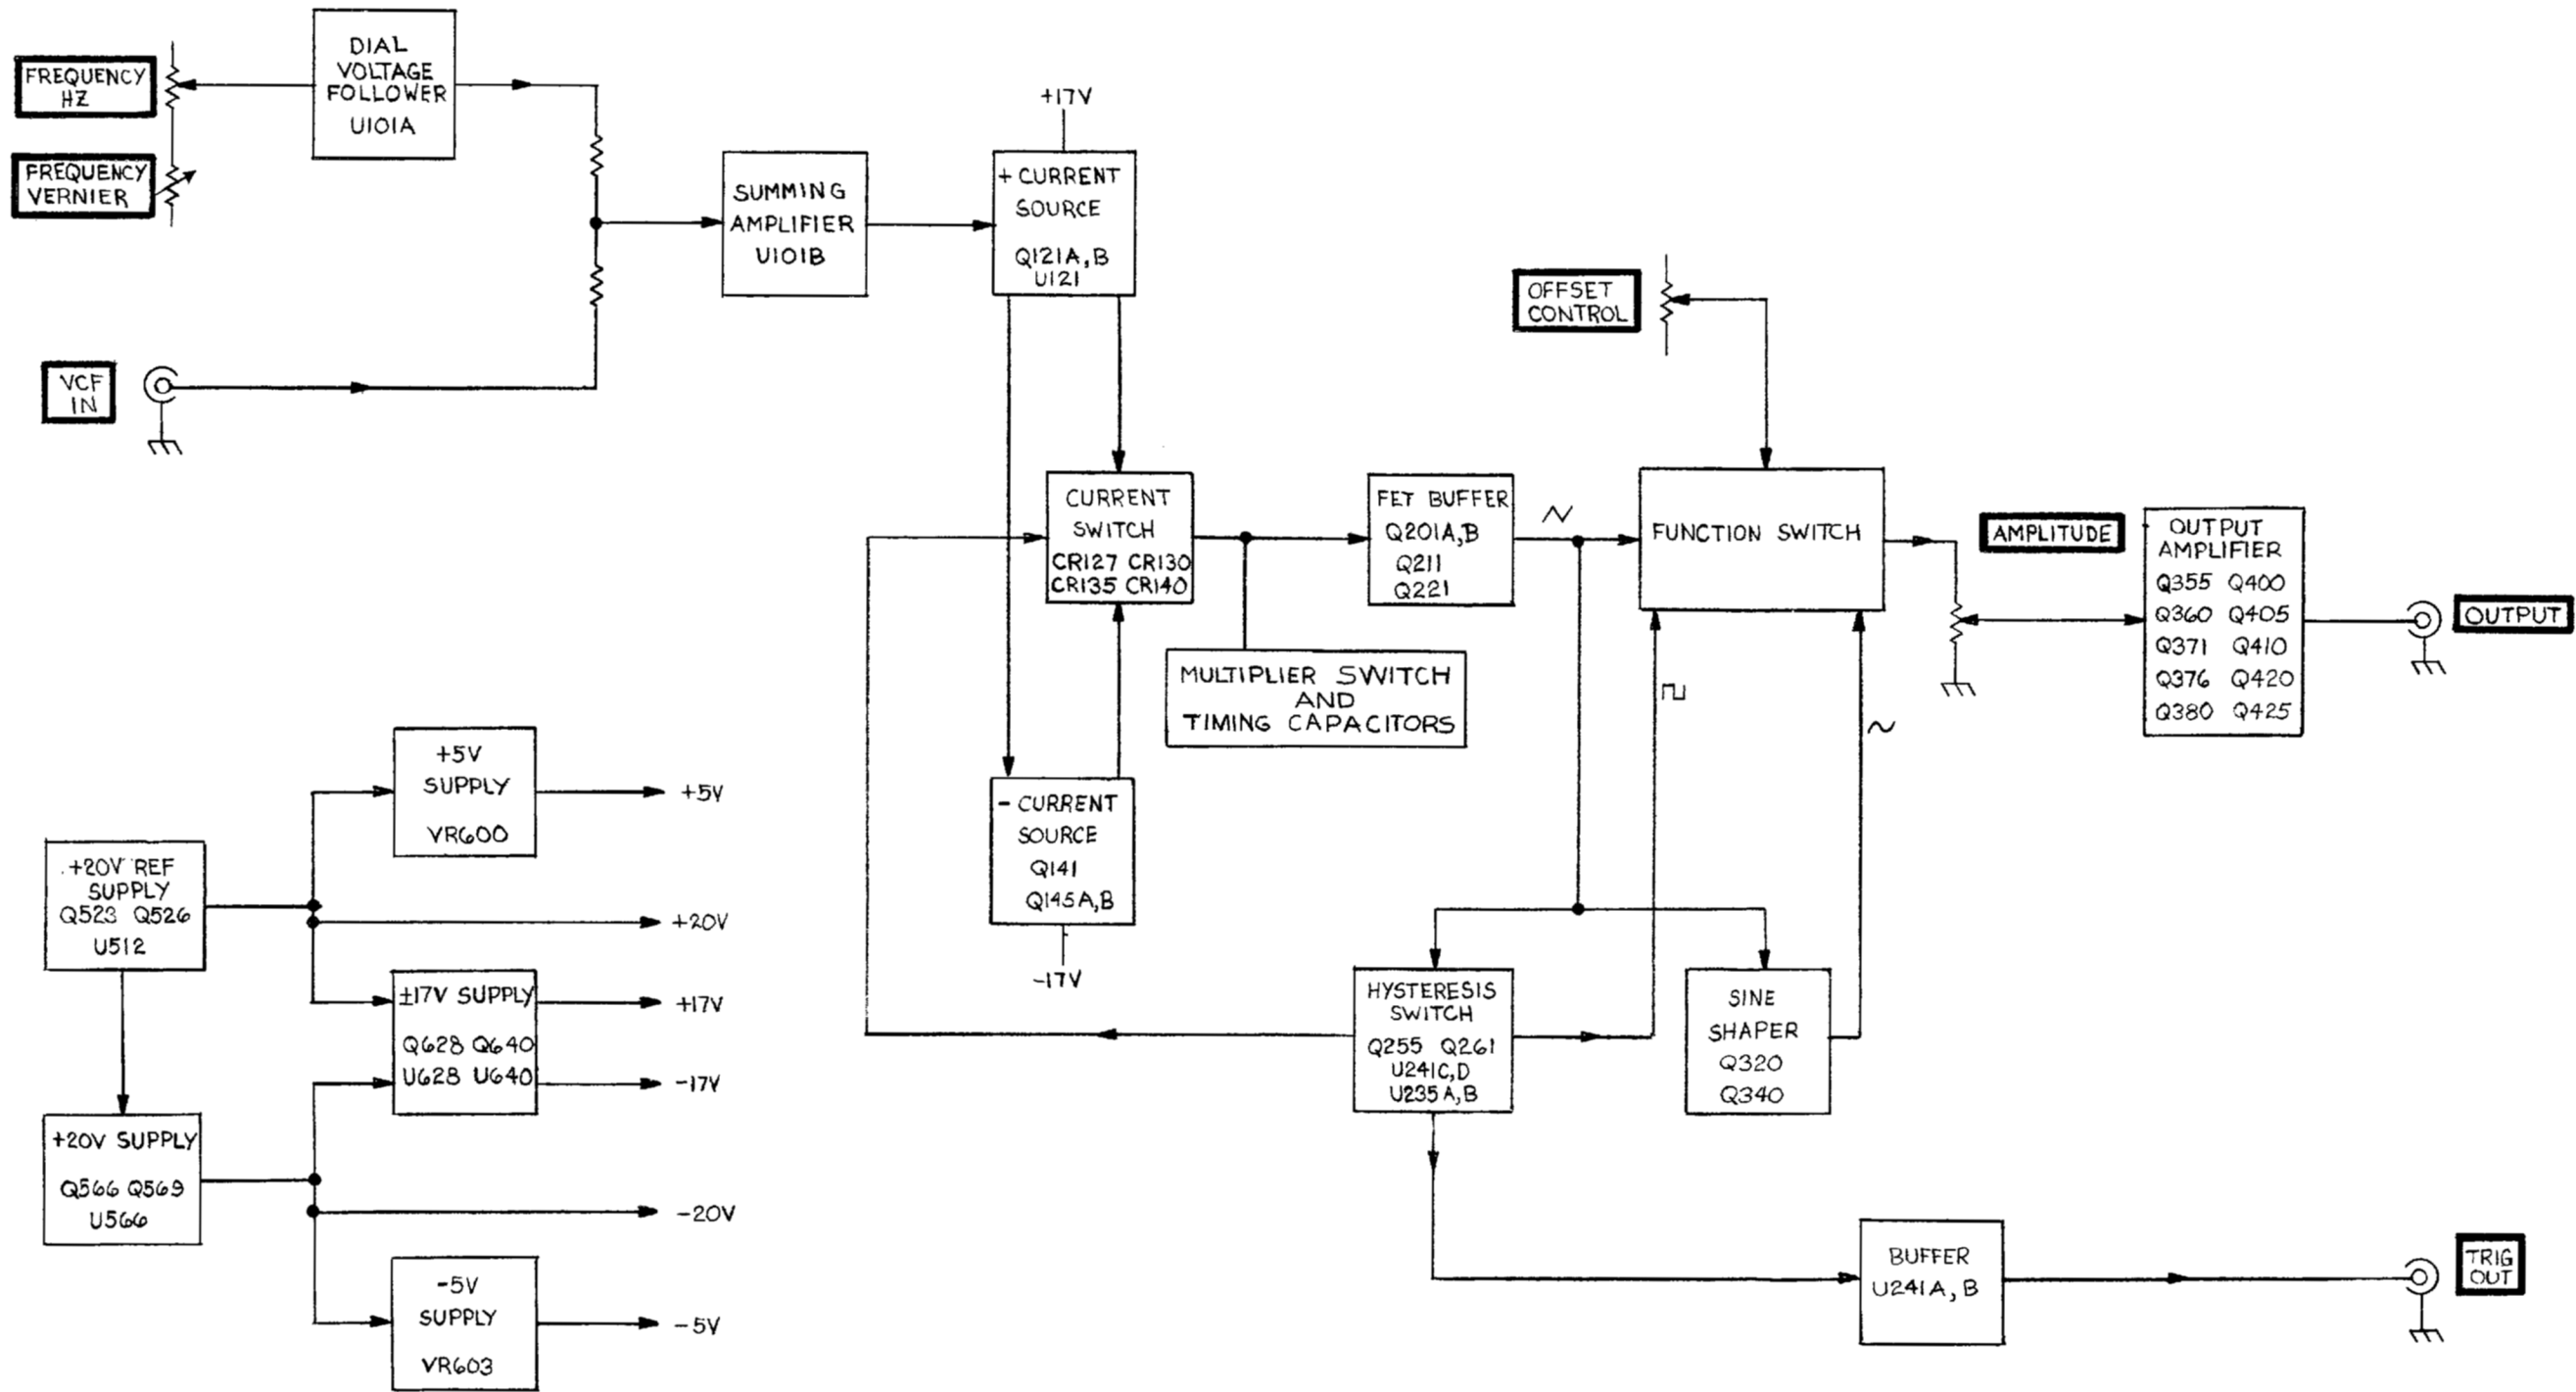 FREQUENCY
HZ
FREQUENCY
VERNIER
DIAL
VOLTAGE
FOLLOWER
U101A
VCF
IN
SUMMING
AMPLIFIER
U101B
+17V
+ CURRENT
SOURCE
Q121A,B
U121
CURRENT
SWITCH
CR127 CR130
CR135 CR140
MULTIPLIER SWITCH
AND
TIMING CAPACITORS
- CURRENT
SOURCE
Q141
Q145A,B
-17V
FET BUFFER
Q201A,B
Q211
Q221
OFFSET
CONTROL
FUNCTION SWITCH
AMPLITUDE
OUTPUT
AMPLIFIER
Q355 Q400
Q360 Q405
Q371 Q410
Q376 Q420
Q380 Q425
OUTPUT
HYSTERESIS
SWITCH
Q255 Q261
U241C,D
U235A,B
SINE
SHAPER
Q320
Q340
BUFFER
U241A,B
TRIG
OUT
+20V REF
SUPPLY
Q523 Q526
U512
+5V
SUPPLY
VR600
+5V
+20V
±17V SUPPLY
Q628 Q640
U628 U640
+17V
-17V
+20V SUPPLY
Q566 Q569
U566
-20V
-5V
SUPPLY
VR603
-5V